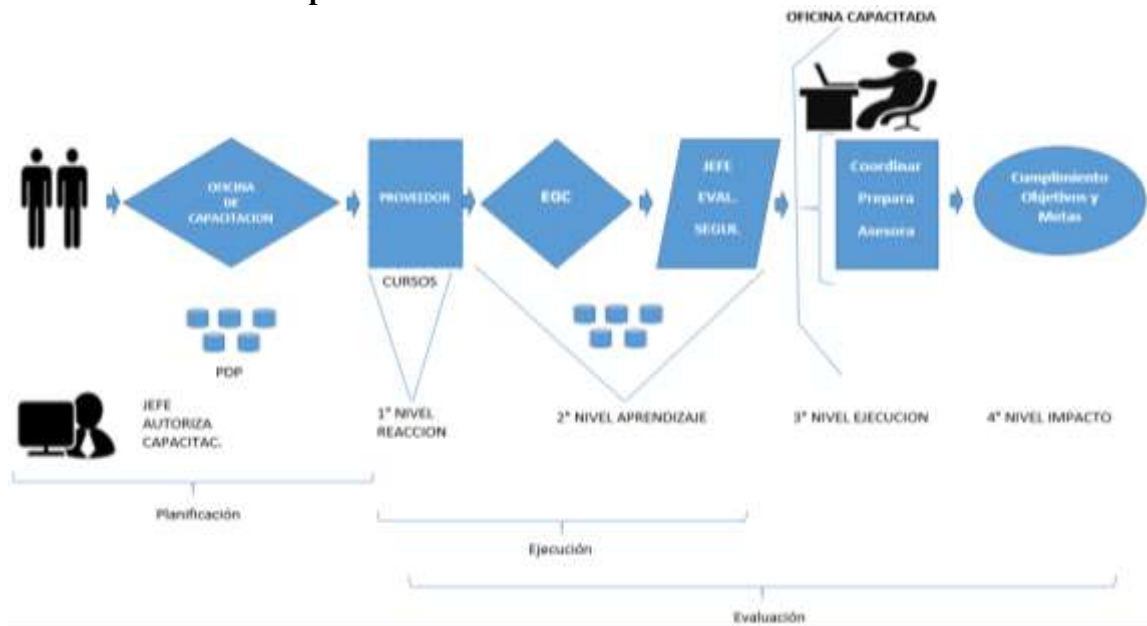 OFICINA CAPACITADA
OFICINA
DE
CAPACITACION
PROVEEDOR
EGC
JEFE
EVAL.
SEGUI.
Coordinar
Prepara
Asesora
Cumplimiento
Objetivos y
Metas
CURSOS
PDP
JEFE
AUTORIZA
CAPACITAC.
1° NIVEL
REACCION
2° NIVEL APRENDIZAJE
3° NIVEL EJECUCION
4° NIVEL IMPACTO
Planificación
Ejecución
Evaluación